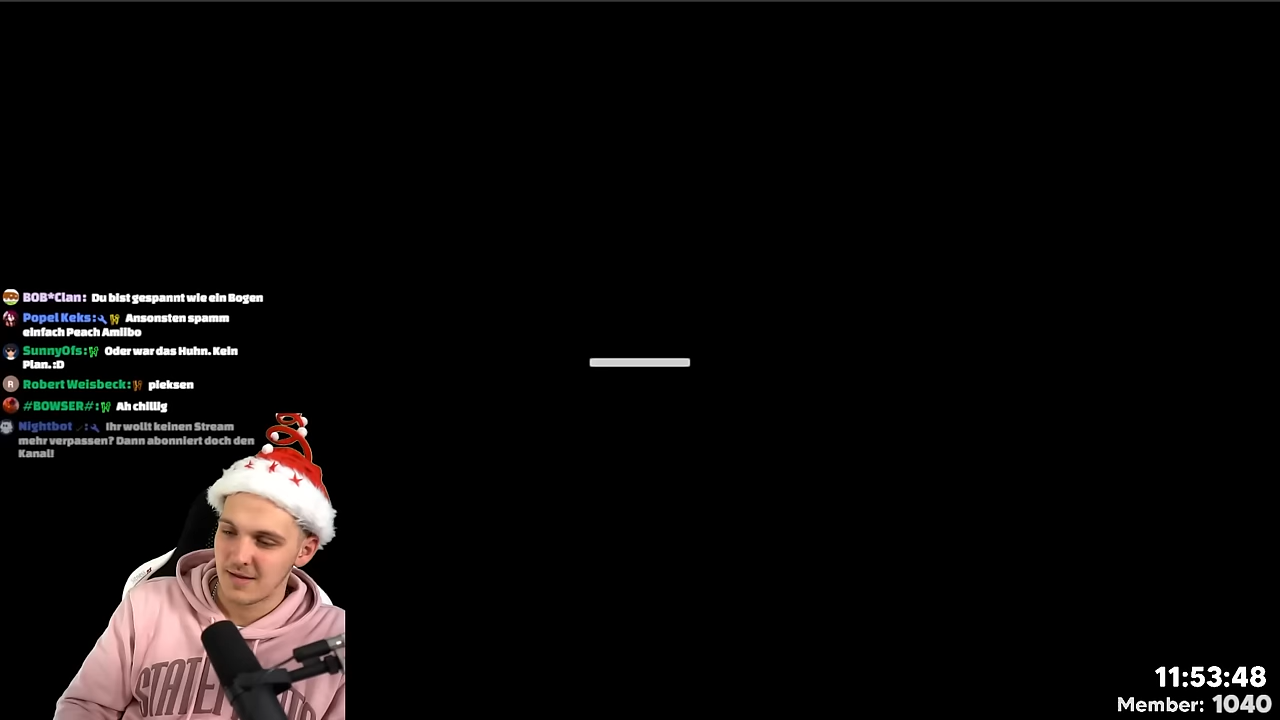 BOB*Clan: Du bist gespannt wie ein Bogen
Popel Keks: Ansonsten spamm
einfach Peach Amiibo
SunnyOfs: Oder war das Huhn. Kein
Plan. :D
Robert Weisbeck: pieksen
#BOWSER#: Ah chillig
Nightbot: Ihr wollt keinen Stream
mehr verpassen? Dann abonniert doch den
Kanal!
R
11:53:48
Member: 1040